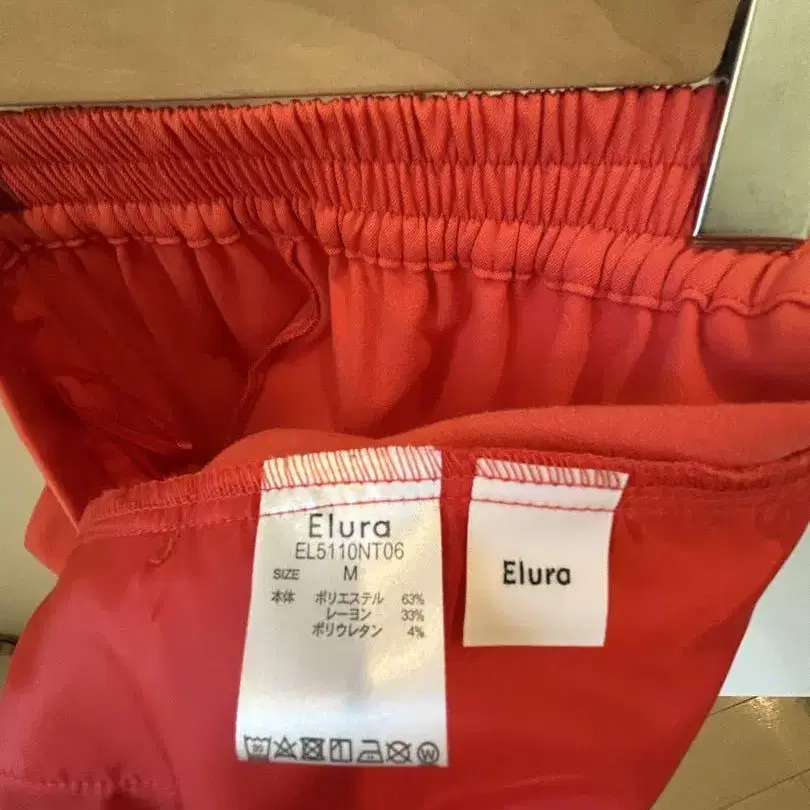 Elura
EL5110NT06
SIZE M
本体 ポリエステル 63%
レーヨン 33%
ポリウレタン 4%
Elura